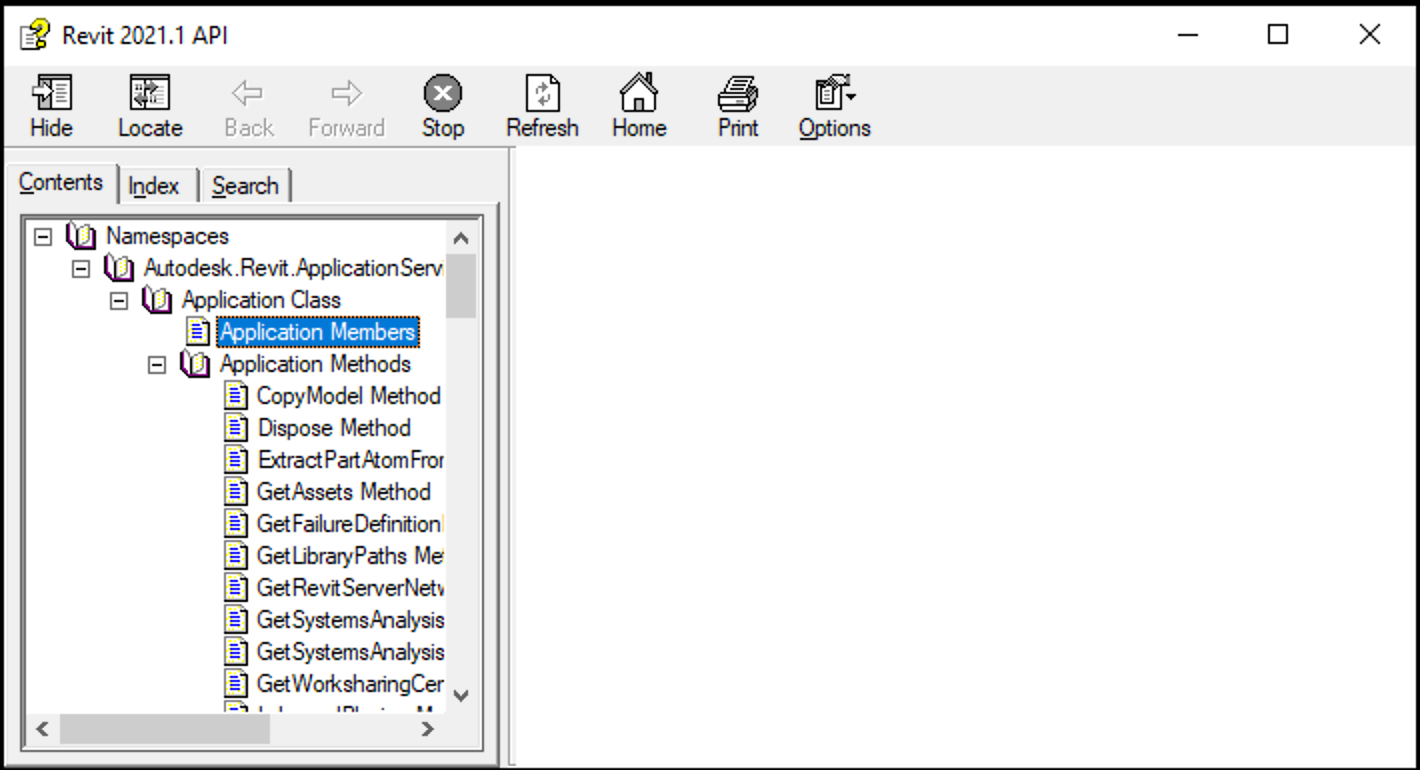 Revit 2021.1 API
Hide Locate Back Forward Stop Refresh Home Print Options
Contents Index Search
Namespaces
Autodesk.Revit.ApplicationServi
Application Class
Application Members
Application Methods
CopyModel Method
Dispose Method
ExtractPartAtomFror
GetAssets Method
GetFailureDefinition
GetLibraryPaths Me
GetRevitServerNetw
GetSystemsAnalysis
GetSystemsAnalysis
GetWorksharingCer